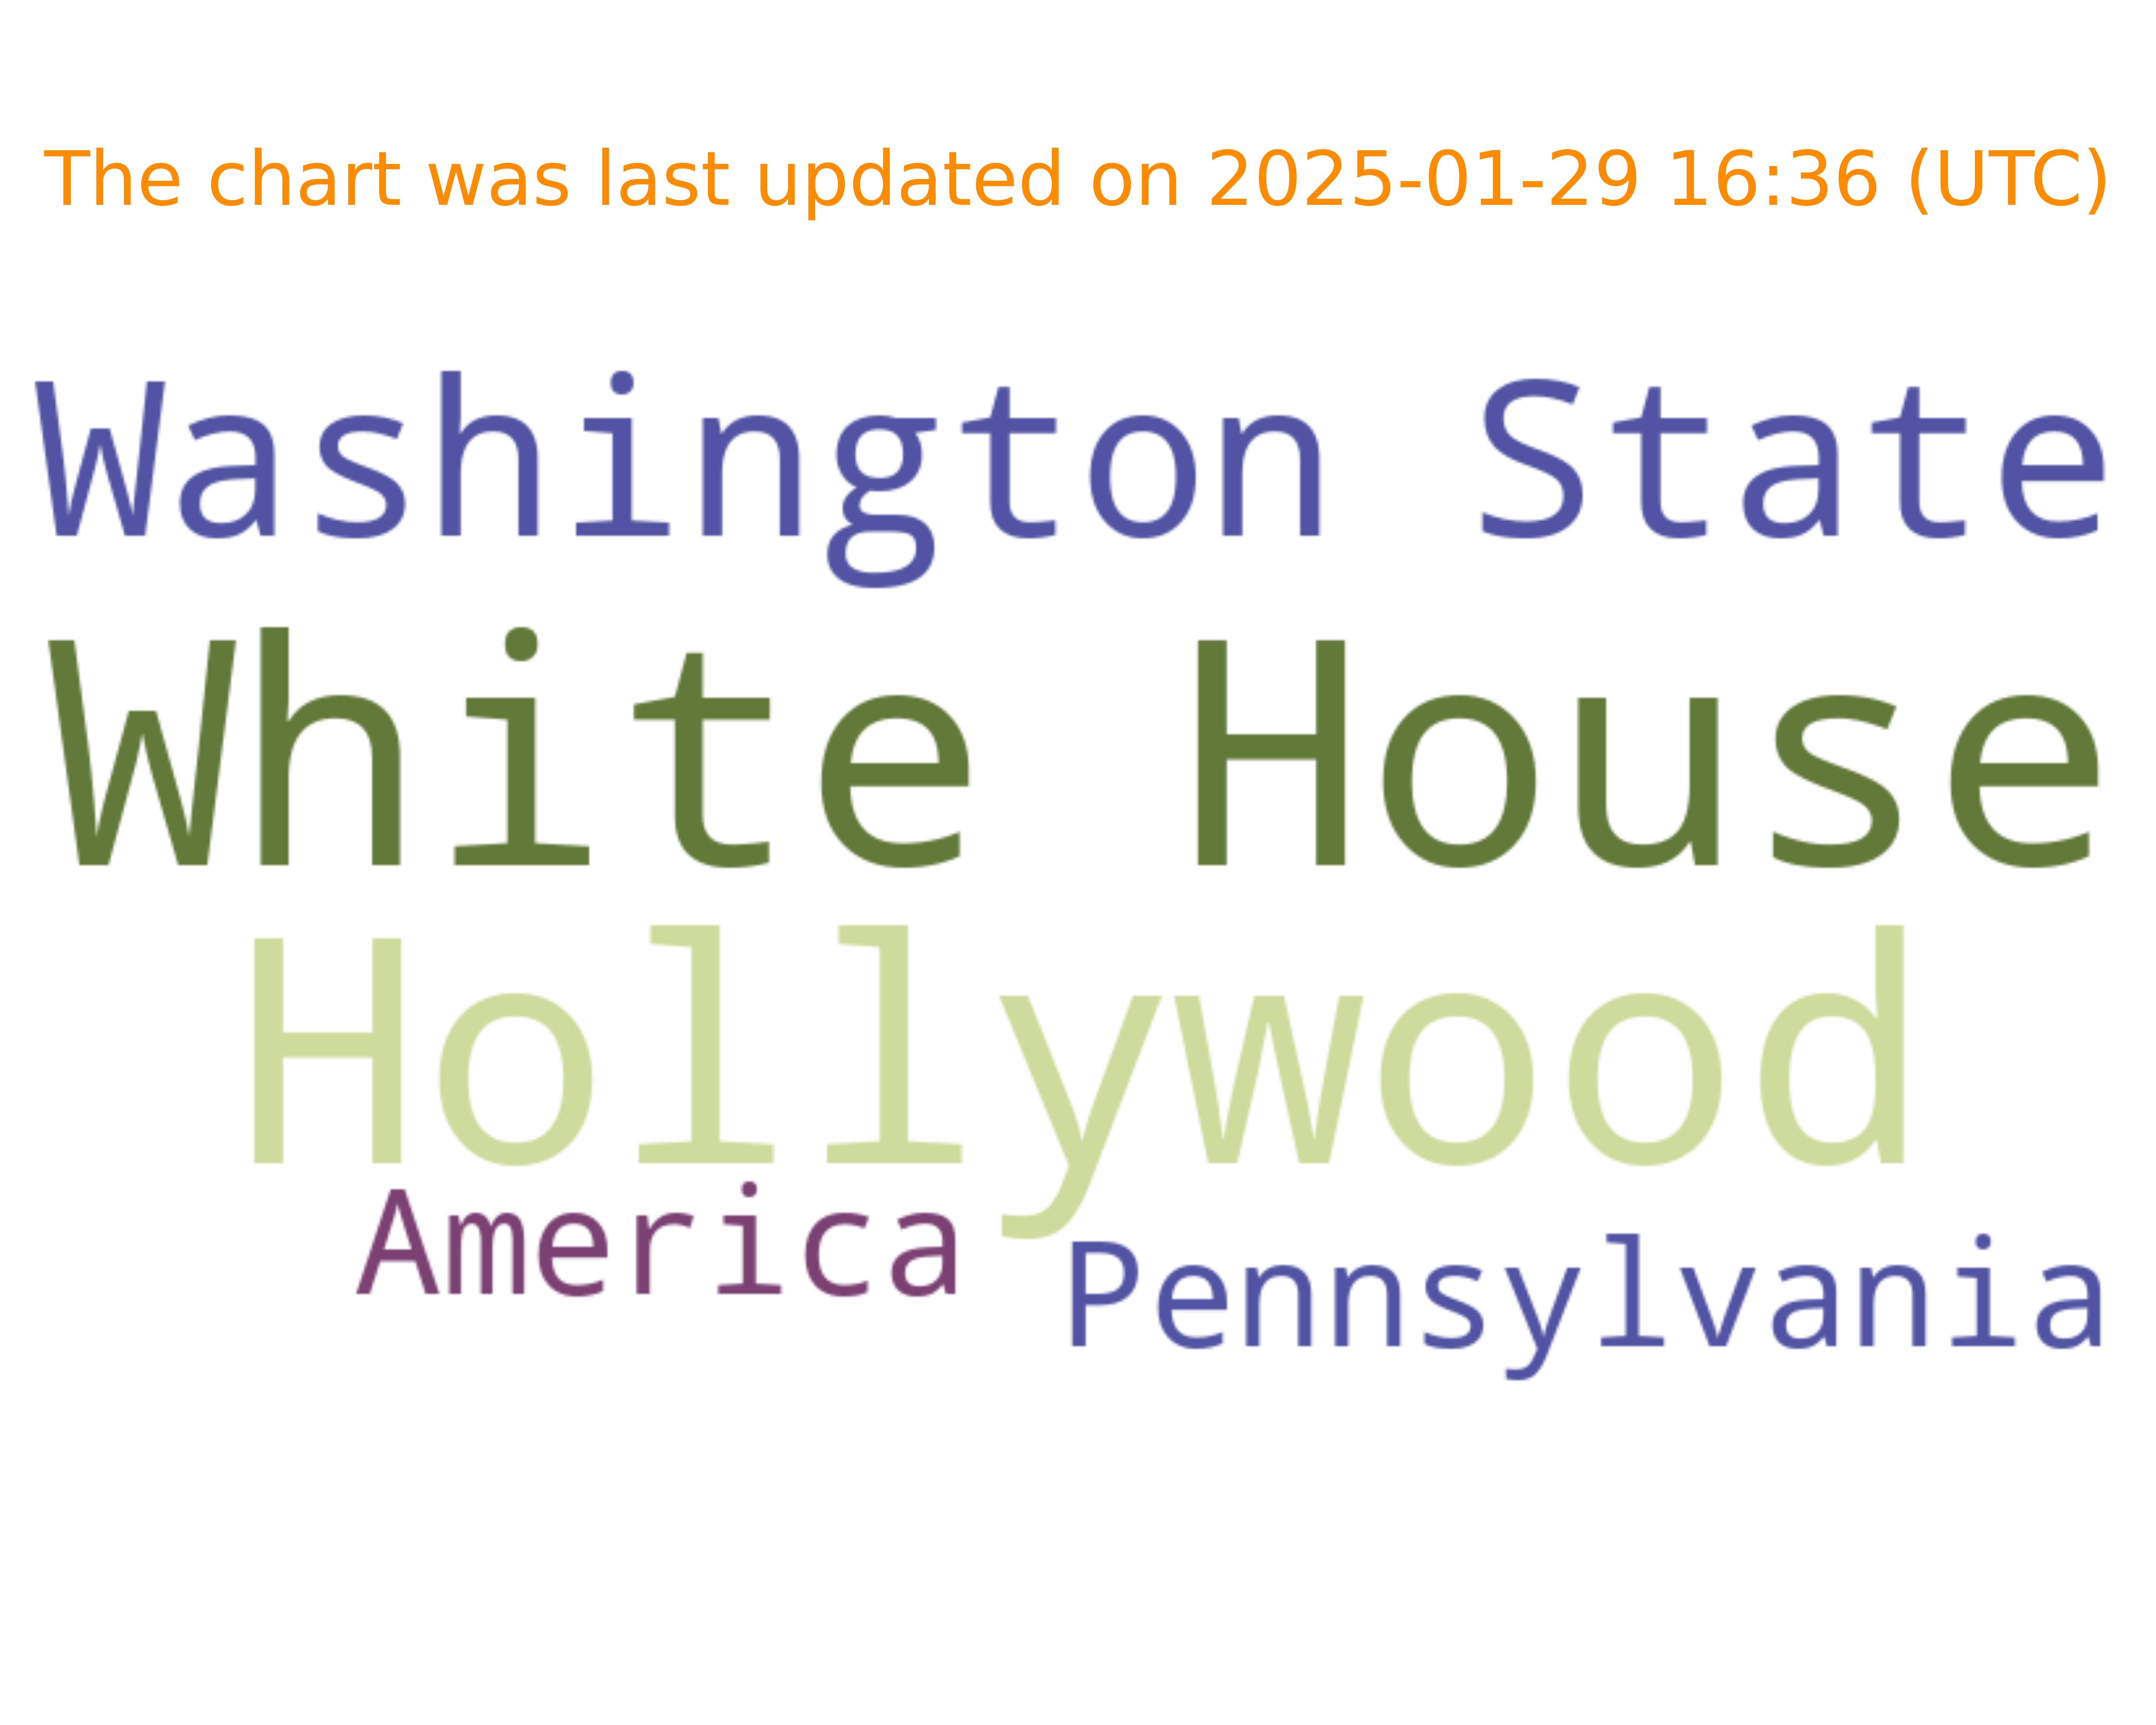 The chart was last updated on 2025-01-29 16:36 (UTC)
Washington State
White House
Hollywood
America
Pennsylvania